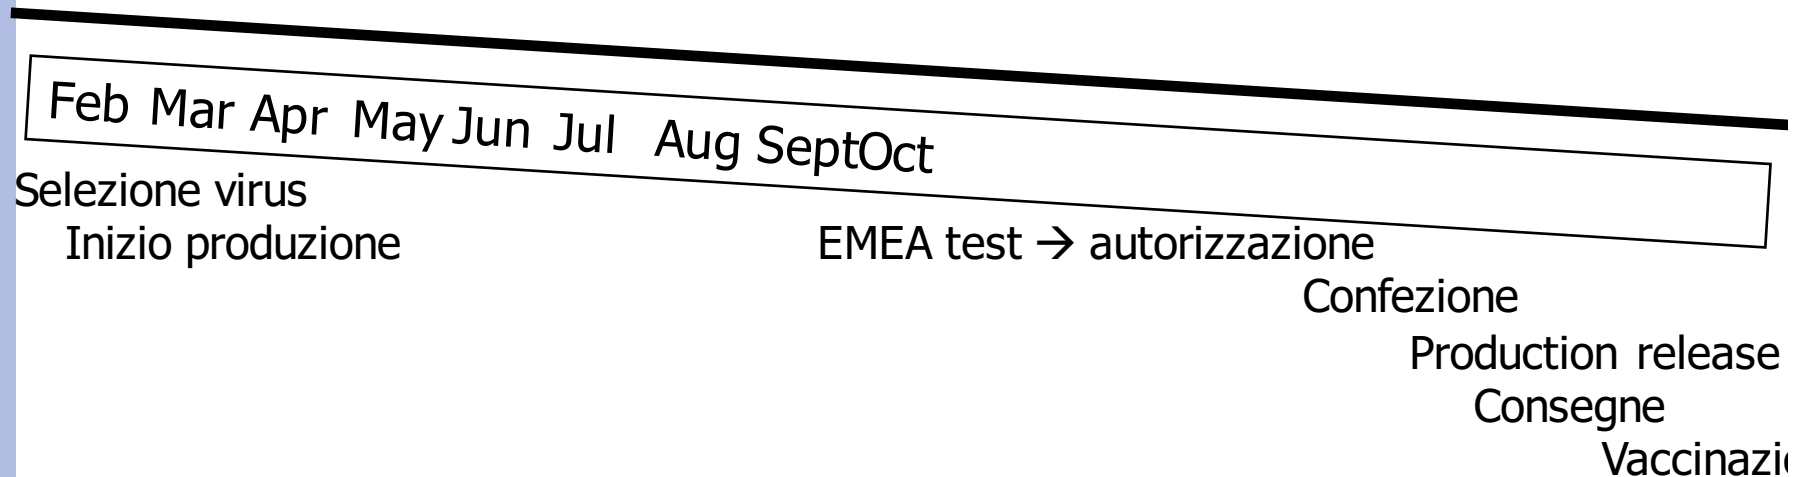 Feb Mar Apr May Jun Jul Aug SeptOct
Selezione virus
Inizio produzione EMEA test → autorizzazione
Confezione
Production release
Consegne
Vaccinazi